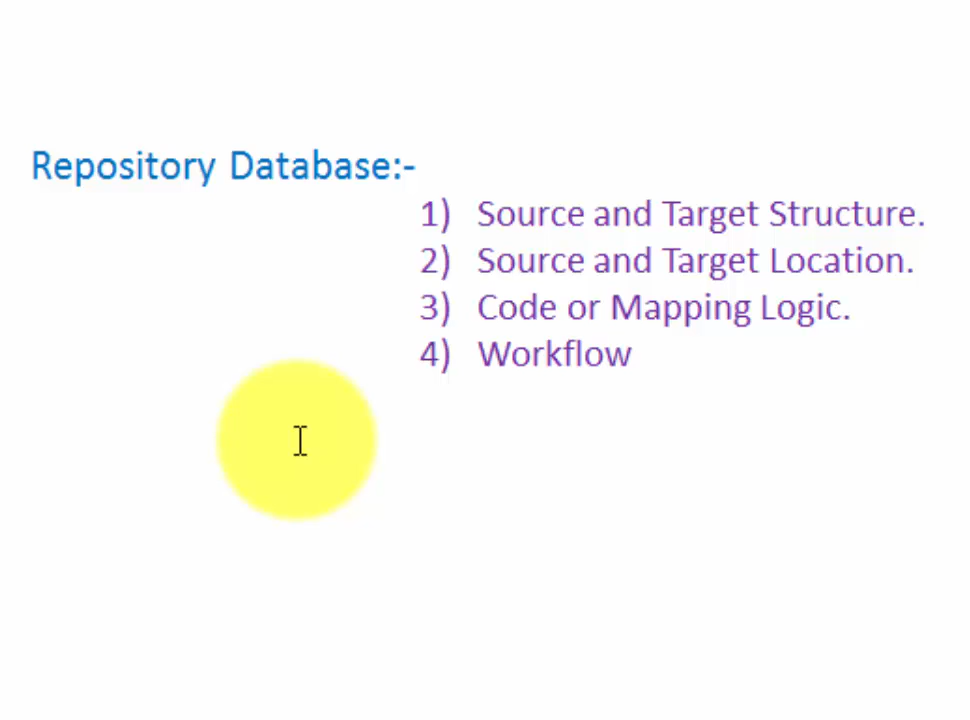 Repository Database:-
1) Source and Target Structure.
2) Source and Target Location.
3) Code or Mapping Logic.
4) Workflow